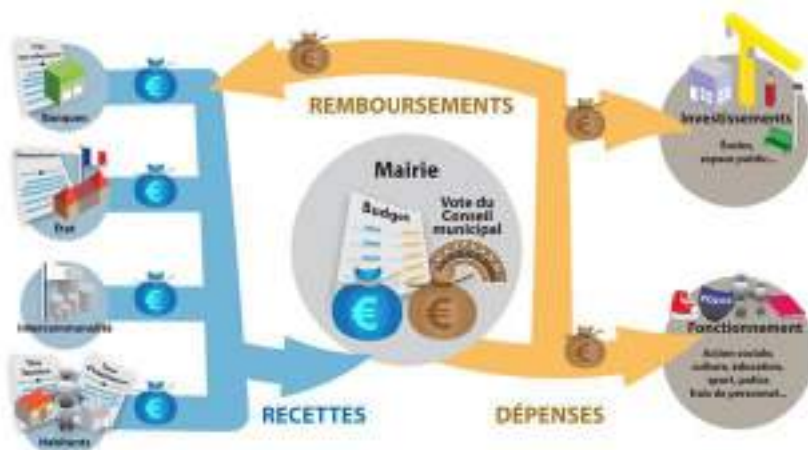 Banques
État
Intercommunalité
Habitants
REMBOURSEMENTS
Mairie
Budget
Vote du
Conseil
municipal
RECETTES
DÉPENSES
Investissements
Écoles,
espace public...
Fonctionnement
Action sociale,
culture, éducation,
sport, police,
frais de personnel...